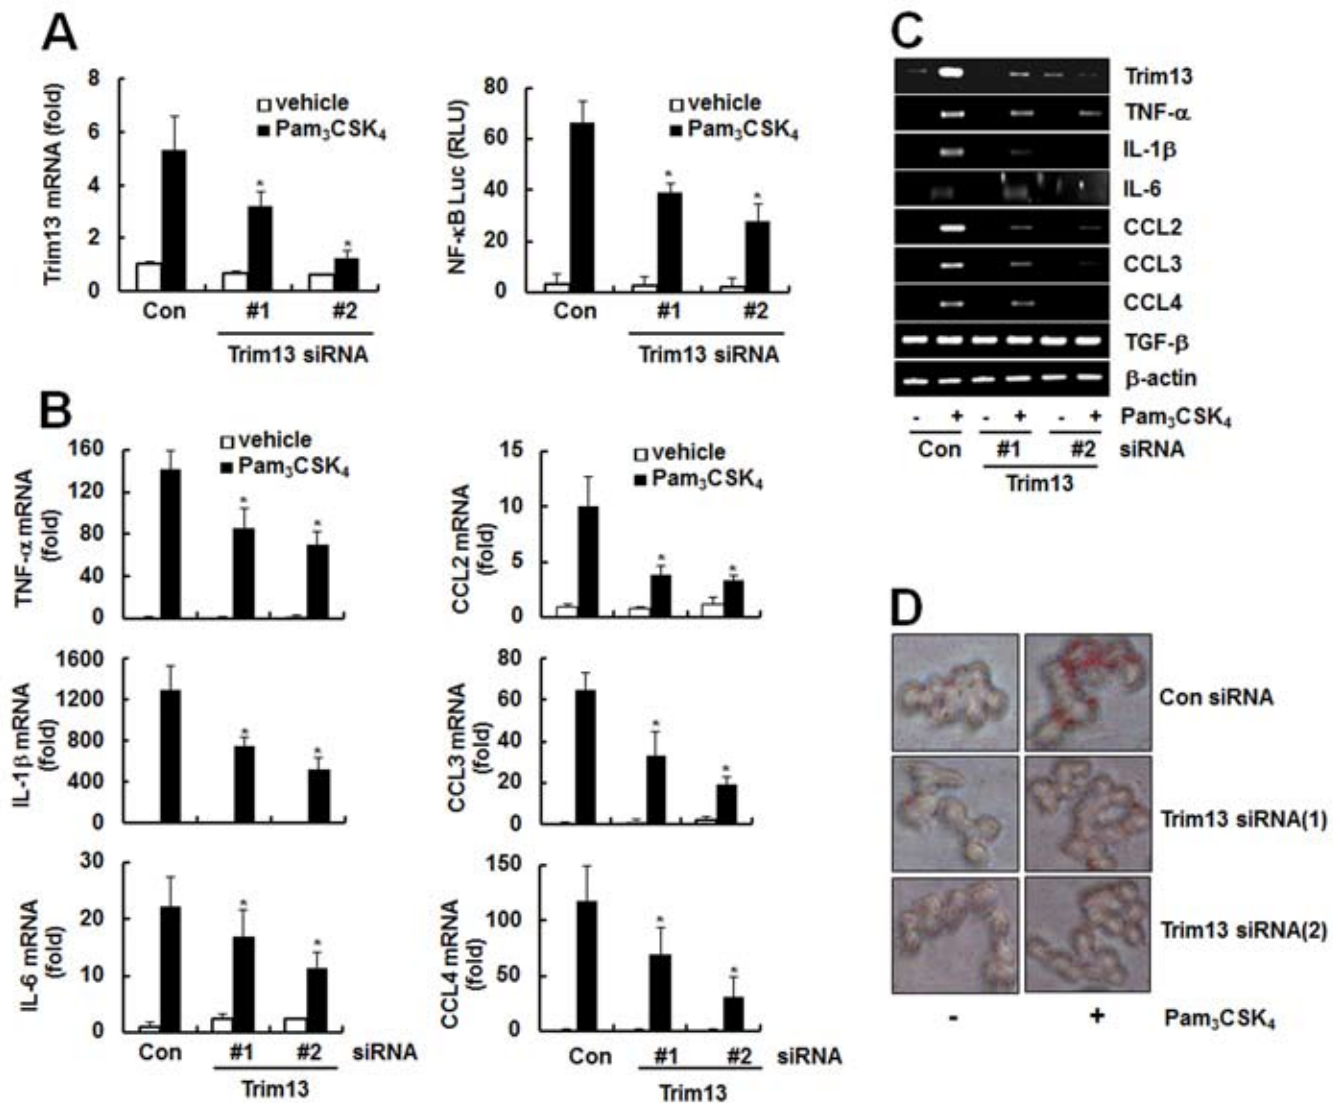 A
Trim13 mRNA (fold)
8
6
4
2
0
vehicle
Pam₃CSK₄
Con #1 #2
Trim13 siRNA
NF-κB Luc (RLU)
80
60
40
20
0
vehicle
Pam₃CSK₄
Con #1 #2
Trim13 siRNA
B
TNF-α mRNA
(fold)
160
120
80
40
0
vehicle
Pam₃CSK₄
CCL2 mRNA
(fold)
15
10
5
0
vehicle
Pam₃CSK₄
IL-1β mRNA
(fold)
1600
1200
800
400
0
CCL3 mRNA
(fold)
80
60
40
20
0
IL-6 mRNA
(fold)
30
20
10
0
Con #1 #2 siRNA
Trim13
CCL4 mRNA
(fold)
150
100
50
0
Con #1 #2 siRNA
Trim13
C
Trim13
TNF-α
IL-1β
IL-6
CCL2
CCL3
CCL4
TGF-β
β-actin
- + - + - + Pam₃CSK₄
Con #1 #2 siRNA
Trim13
D
Con siRNA
Trim13 siRNA(1)
Trim13 siRNA(2)
- + Pam₃CSK₄